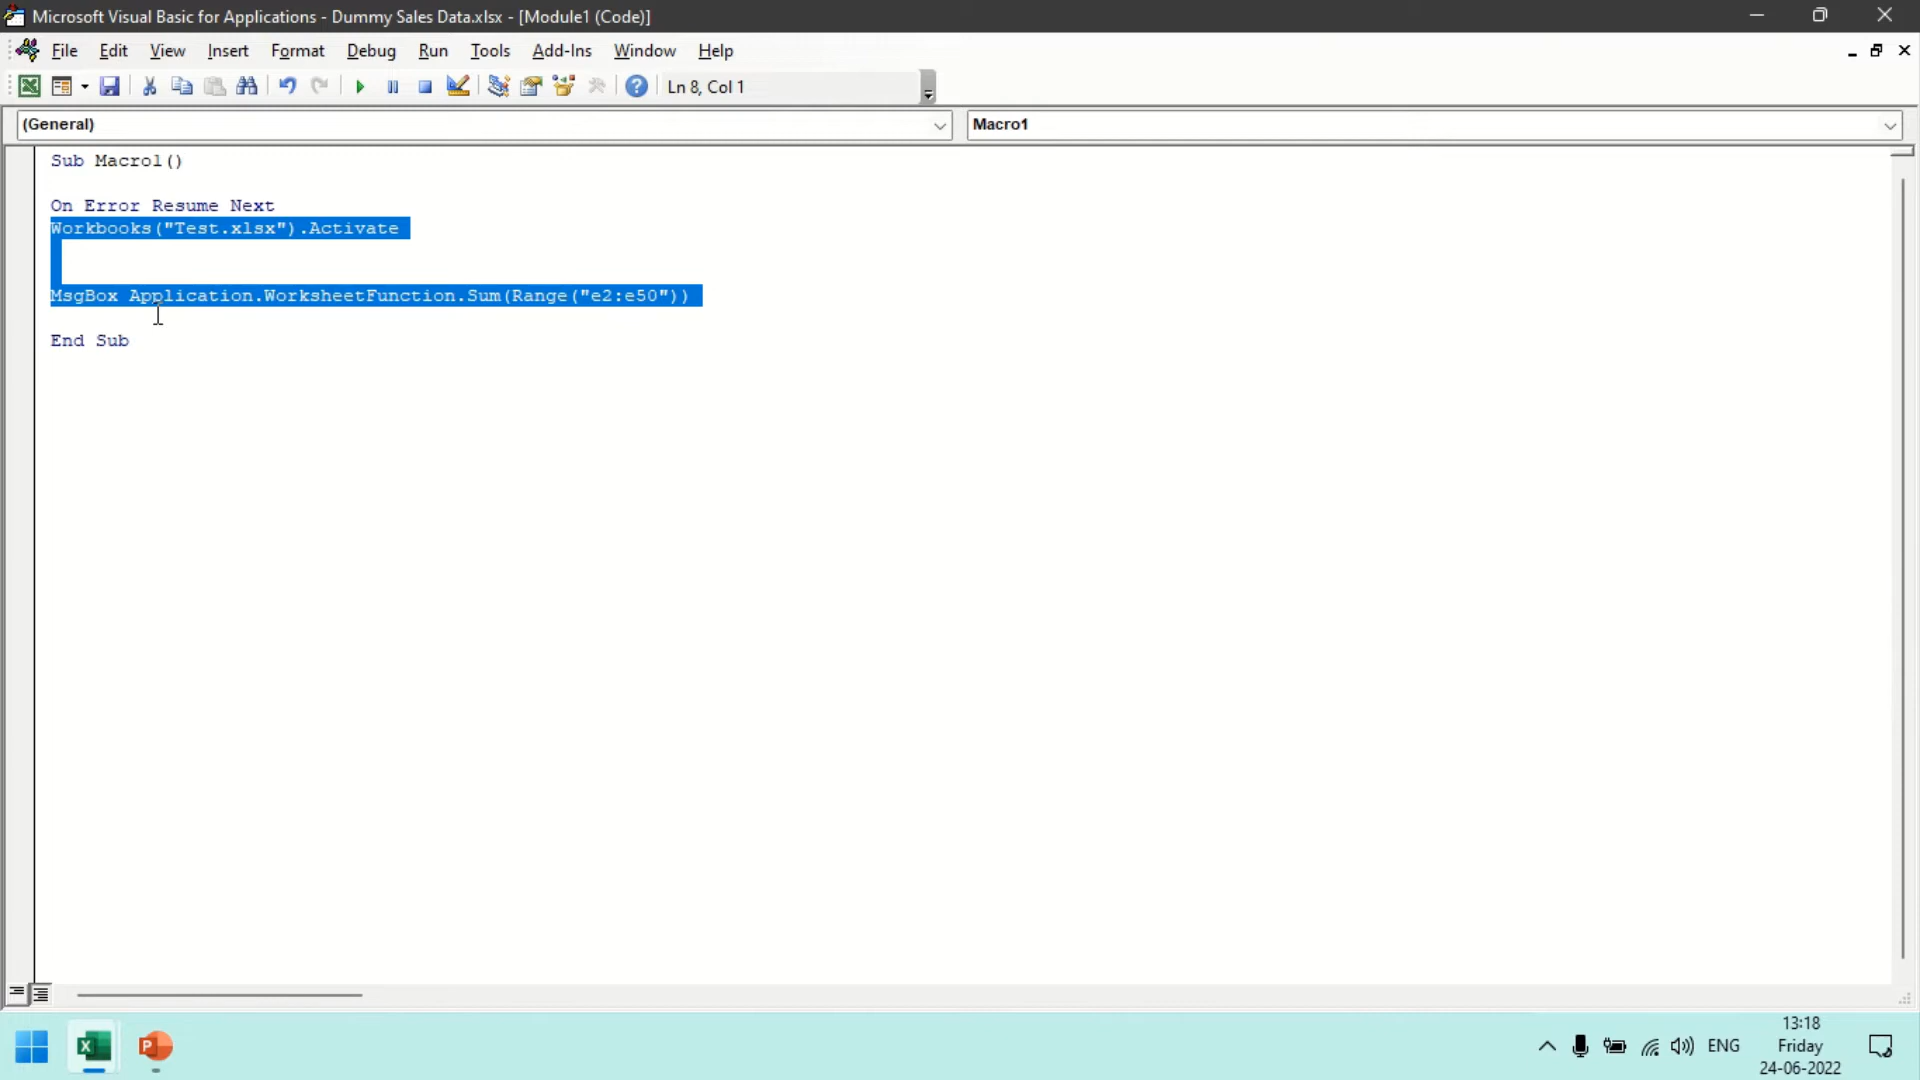 Microsoft Visual Basic for Applications - Dummy Sales Data.xlsx - [Module1 (Code)]
File Edit View Insert Format Debug Run Tools Add-Ins Window Help
Ln 8, Col 1
(General) Macro1
Sub Macro1()
On Error Resume Next
Workbooks("Test.xlsx").Activate
MsgBox Application.WorksheetFunction.Sum(Range("e2:e50"))
End Sub
13:18
ENG Friday
24-06-2022